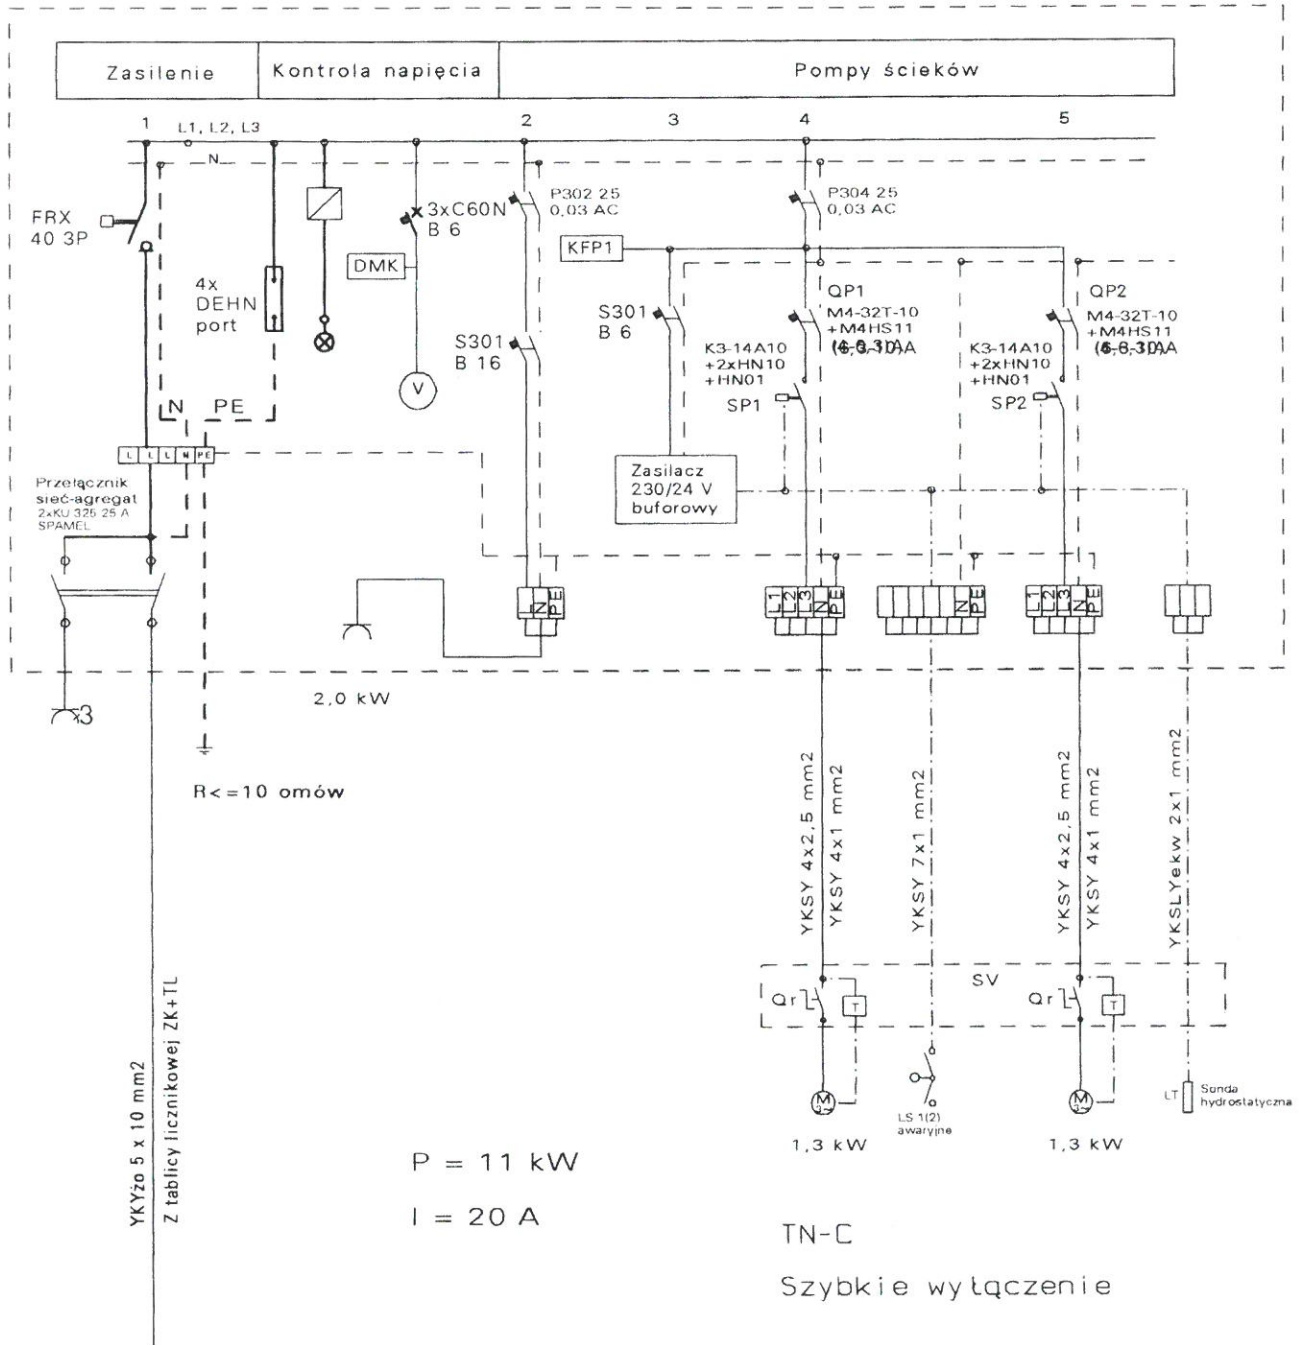 Zasilenie
Kontrola napięcia
Pompy ścieków
1
L1, L2, L3
2
3
4
5
N
FRX
40 3P
4x
DEHN
port
3xC60N
B 6
DMK
V
P302 25
0,03 AC
S301
B 16
P304 25
0,03 AC
KFP1
S301
B 6
QP1
M4-32T-10
+M4HS11
K3-14A10
+2xHN10
+HN01
SP1
QP2
M4-32T-10
+M4HS11
K3-14A10
+2xHN10
+HN01
SP2
N
PE
L
L
L
N
PE
Przełącznik
sieć-agregat
2xKU 325 25 A
SPAMEL
Zasilacz
230/24 V
buforowy
L
N
PE
L1
L2
L3
N
PE
N
PE
L1
L2
L3
N
PE
3
2,0 kW
R<=10 omów
YKSY 4x2,5 mm2
YKSY 4x1 mm2
YKSY 7x1 mm2
YKSY 4x2,5 mm2
YKSY 4x1 mm2
YKSLYekw 2x1 mm2
SV
Qr
T
Qr
T
M
3~
M
3~
LS 1(2)
awaryjne
LT
Sonda
hydrostatyczna
1,3 kW
1,3 kW
YKYżo 5 x 10 mm2
Z tablicy licznikowej ZK+TL
P = 11 kW
I = 20 A
TN-C
Szybkie wyłączenie